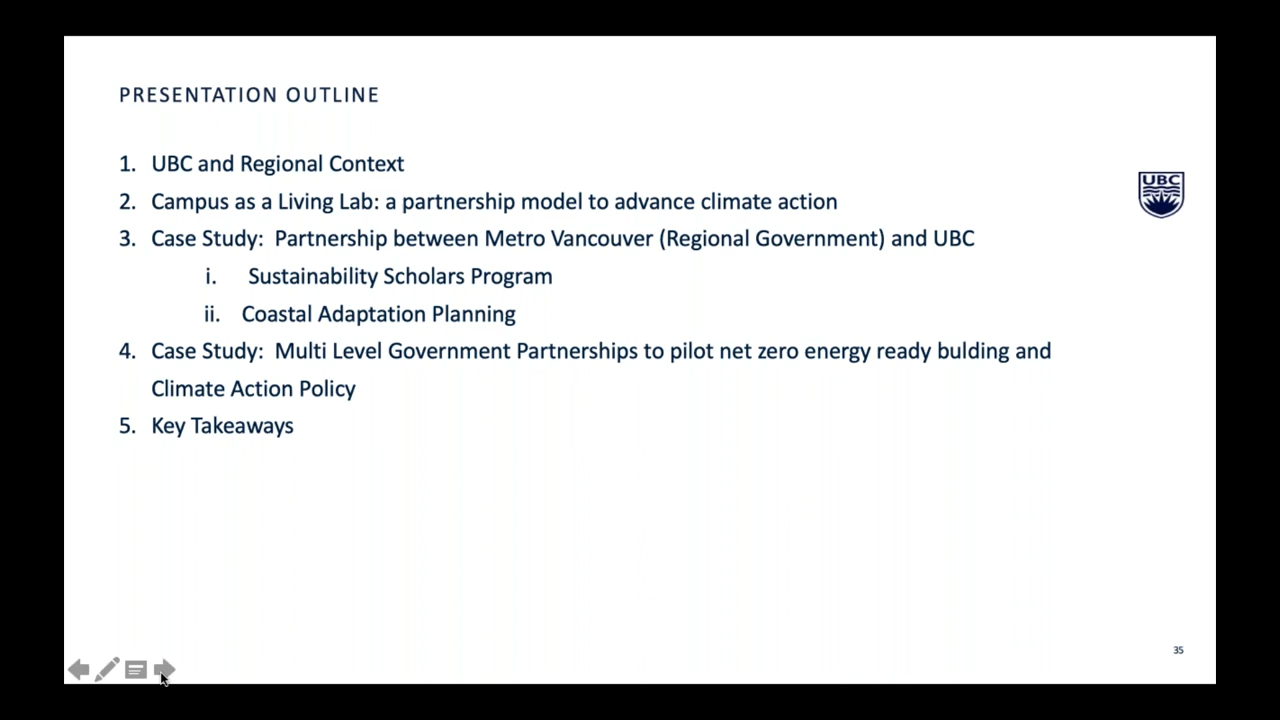 PRESENTATION OUTLINE
1. UBC and Regional Context
2. Campus as a Living Lab: a partnership model to advance climate action
3. Case Study: Partnership between Metro Vancouver (Regional Government) and UBC
i. Sustainability Scholars Program
ii. Coastal Adaptation Planning
4. Case Study: Multi Level Government Partnerships to pilot net zero energy ready bulding and
Climate Action Policy
5. Key Takeaways
UBC
35